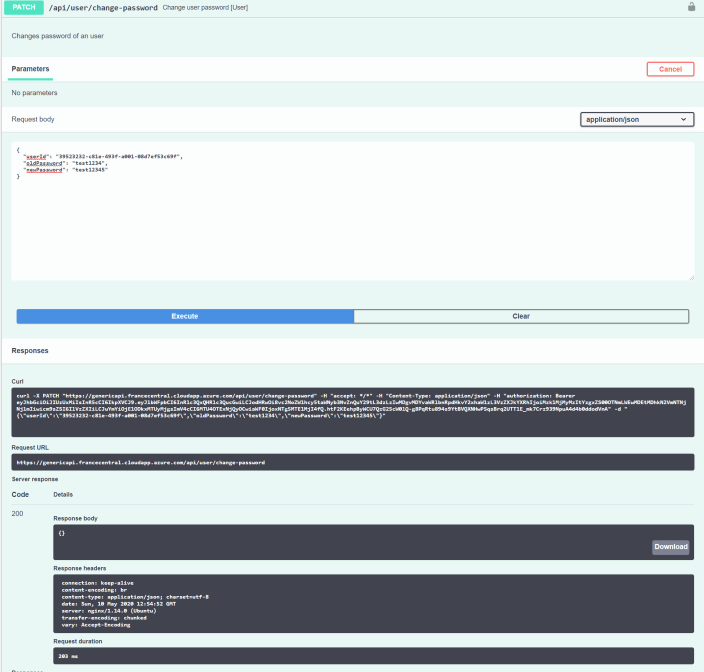 PATCH /api/user/change-password Change user password [User]
Changes password of an user
Parameters
Cancel
No parameters
Request body
application/json
{
"userId": "39523232-c81e-493f-a001-08d7ef53c69f",
"oldPassword": "test1234",
"newPassword": "test12345"
}
Execute
Clear
Responses
Curl
curl -X PATCH "https://genericapi.francecentral.cloudapp.azure.com/api/user/change-password" -H "accept: */*" -H "Content-Type: application/json" -H "authorization: Bearer
{\"userId\":\"39523232-c81e-493f-a001-08d7ef53c69f\",\"oldPassword\":\"test1234\",\"newPassword\":\"test12345\"}"
Request URL
https://genericapi.francecentral.cloudapp.azure.com/api/user/change-password
Server response
Code Details
200
Response body
{}
Download
Response headers
connection: keep-alive
content-encoding: br
content-type: application/json; charset=utf-8
date: Sun, 10 May 2020 12:54:52 GMT
server: nginx/1.14.0 (Ubuntu)
transfer-encoding: chunked
vary: Accept-Encoding
Request duration
203 ms
Responses